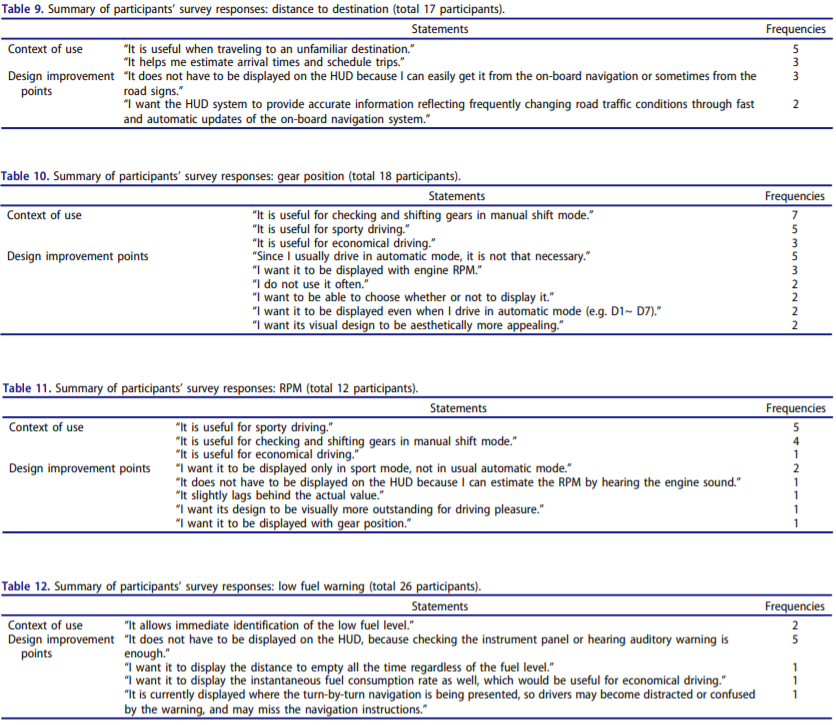 Table 9. Summary of participants' survey responses: distance to destination (total 17 participants).
Statements Frequencies
Context of use "It is useful when traveling to an unfamiliar destination." 5
"It helps me estimate arrival times and schedule trips." 3
Design improvement "It does not have to be displayed on the HUD because I can easily get it from the on-board navigation or sometimes from the 3
points road signs."
"I want the HUD system to provide accurate information reflecting frequently changing road traffic conditions through fast 2
and automatic updates of the on-board navigation system."
Table 10. Summary of participants' survey responses: gear position (total 18 participants).
Statements Frequencies
Context of use "It is useful for checking and shifting gears in manual shift mode." 7
"It is useful for sporty driving." 5
"It is useful for economical driving." 3
Design improvement points "Since I usually drive in automatic mode, it is not that necessary." 5
"I want it to be displayed with engine RPM." 3
"I do not use it often." 2
"I want to be able to choose whether or not to display it." 2
"I want it to be displayed even when I drive in automatic mode (e.g. D1~ D7)." 2
"I want its visual design to be aesthetically more appealing." 2
Table 11. Summary of participants' survey responses: RPM (total 12 participants).
Statements Frequencies
Context of use "It is useful for sporty driving." 5
"It is useful for checking and shifting gears in manual shift mode." 4
"It is useful for economical driving." 1
Design improvement points "I want it to be displayed only in sport mode, not in usual automatic mode." 2
"It does not have to be displayed on the HUD because I can estimate the RPM by hearing the engine sound." 1
"It slightly lags behind the actual value." 1
"I want its design to be visually more outstanding for driving pleasure." 1
"I want it to be displayed with gear position." 1
Table 12. Summary of participants' survey responses: low fuel warning (total 26 participants).
Statements Frequencies
Context of use "It allows immediate identification of the low fuel level." 2
Design improvement "It does not have to be displayed on the HUD, because checking the instrument panel or hearing auditory warning is 5
points enough."
"I want it to display the distance to empty all the time regardless of the fuel level." 1
"I want it to display the instantaneous fuel consumption rate as well, which would be useful for economical driving." 1
"It is currently displayed where the turn-by-turn navigation is being presented, so drivers may become distracted or confused 1
by the warning, and may miss the navigation instructions."